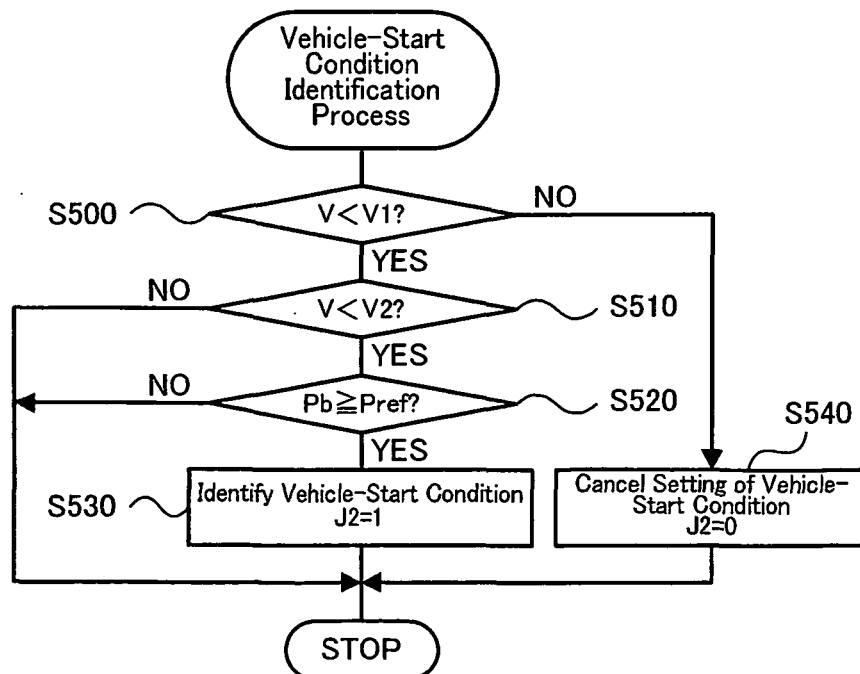 Vehicle-Start
Condition
Identification
Process
S500
V<V1?
NO
YES
NO
V<V2?
S510
YES
NO
Pb≧Pref?
S520
YES
S540
S530
Identify Vehicle-Start Condition
J2=1
Cancel Setting of Vehicle-
Start Condition
J2=0
STOP